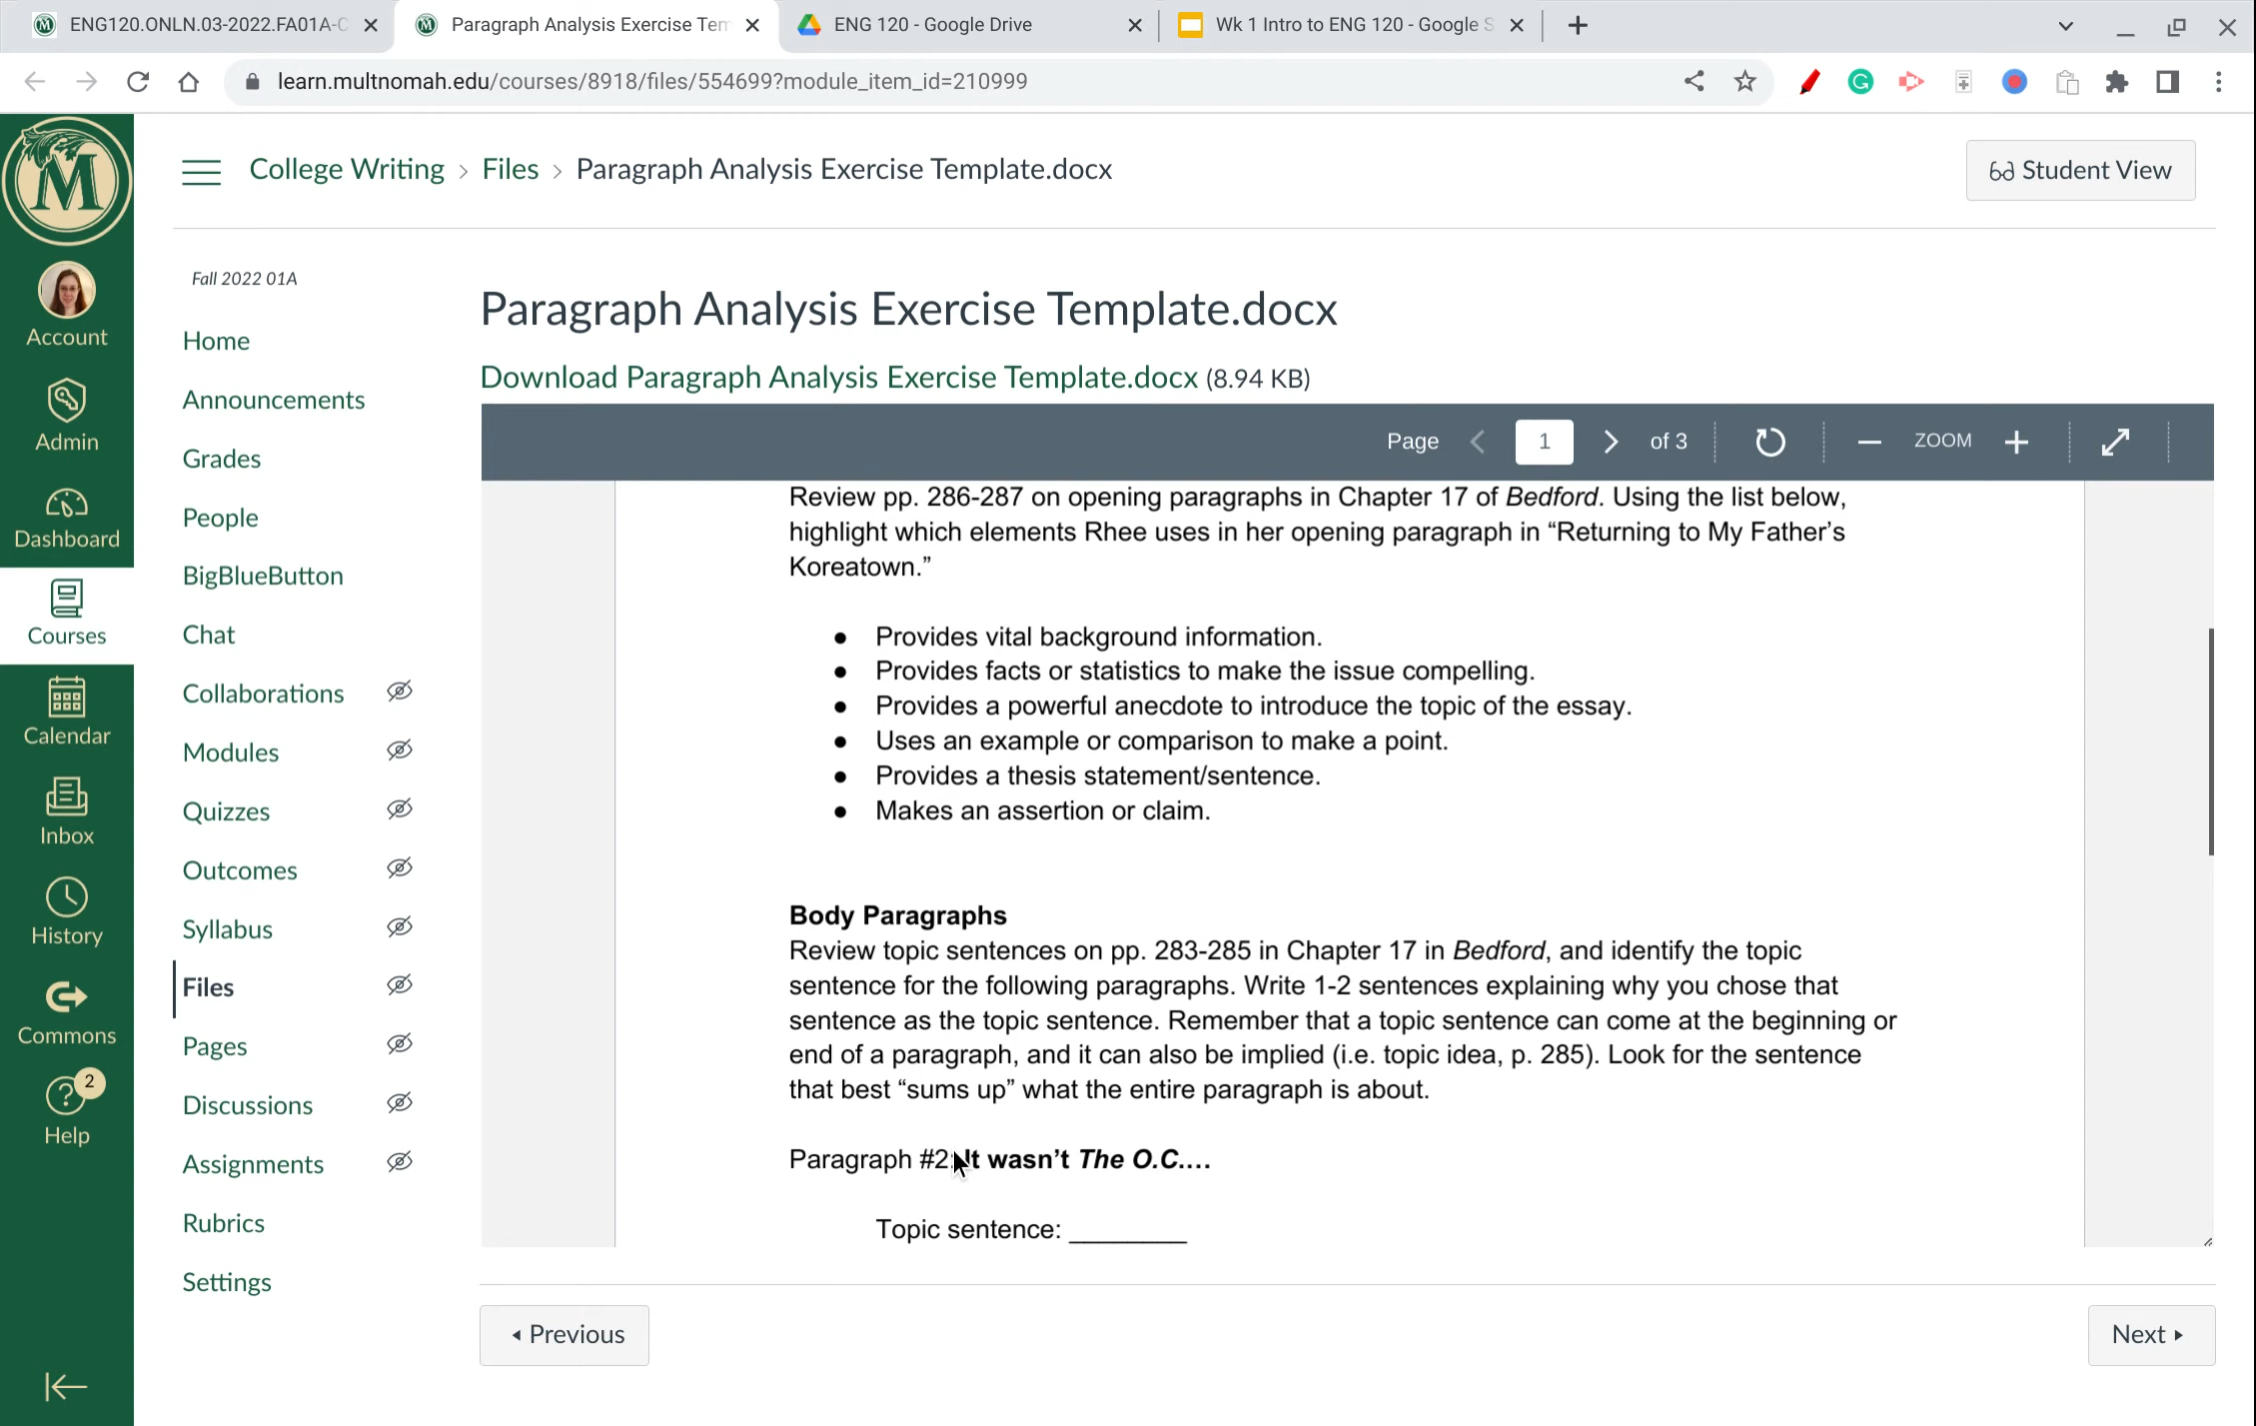 ENG120.ONLN.03-2022.FA01A-C
Paragraph Analysis Exercise Tem
ENG 120 - Google Drive
Wk 1 Intro to ENG 120 - Google S
learn.multnomah.edu/courses/8918/files/554699?module_item_id=210999
M
College Writing > Files > Paragraph Analysis Exercise Template.docx
Student View
Account
Admin
Dashboard
Courses
Calendar
Inbox
History
Commons
2
Help
Fall 2022 01A
Home
Announcements
Grades
People
BigBlueButton
Chat
Collaborations
Modules
Quizzes
Outcomes
Syllabus
Files
Pages
Discussions
Assignments
Rubrics
Settings
Paragraph Analysis Exercise Template.docx
Download Paragraph Analysis Exercise Template.docx (8.94 KB)
Page 1 of 3 ZOOM
Review pp. 286-287 on opening paragraphs in Chapter 17 of Bedford. Using the list below,
highlight which elements Rhee uses in her opening paragraph in “Returning to My Father’s
Koreatown.”
● Provides vital background information.
● Provides facts or statistics to make the issue compelling.
● Provides a powerful anecdote to introduce the topic of the essay.
● Uses an example or comparison to make a point.
● Provides a thesis statement/sentence.
● Makes an assertion or claim.
Body Paragraphs
Review topic sentences on pp. 283-285 in Chapter 17 in Bedford, and identify the topic
sentence for the following paragraphs. Write 1-2 sentences explaining why you chose that
sentence as the topic sentence. Remember that a topic sentence can come at the beginning or
end of a paragraph, and it can also be implied (i.e. topic idea, p. 285). Look for the sentence
that best “sums up” what the entire paragraph is about.
Paragraph #2: It wasn’t The O.C....
Topic sentence: ________
Previous
Next